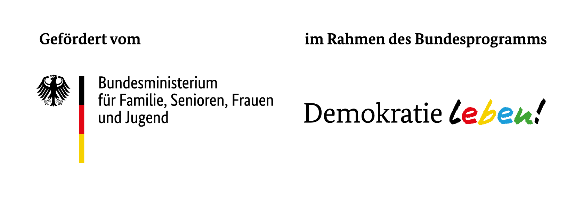 Gefördert vom
im Rahmen des Bundesprogramms
Bundesministerium
für Familie, Senioren, Frauen
und Jugend
Demokratie Leben!